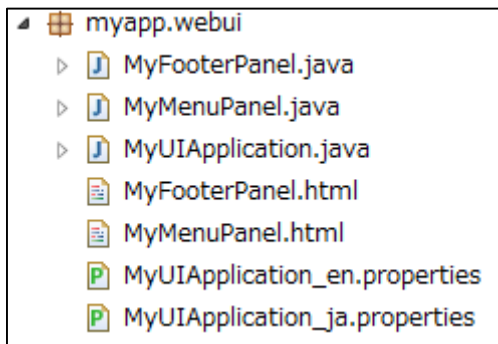 myapp.webui
MyFooterPanel.java
MyMenuPanel.java
MyUIApplication.java
MyFooterPanel.html
MyMenuPanel.html
MyUIApplication_en.properties
MyUIApplication_ja.properties